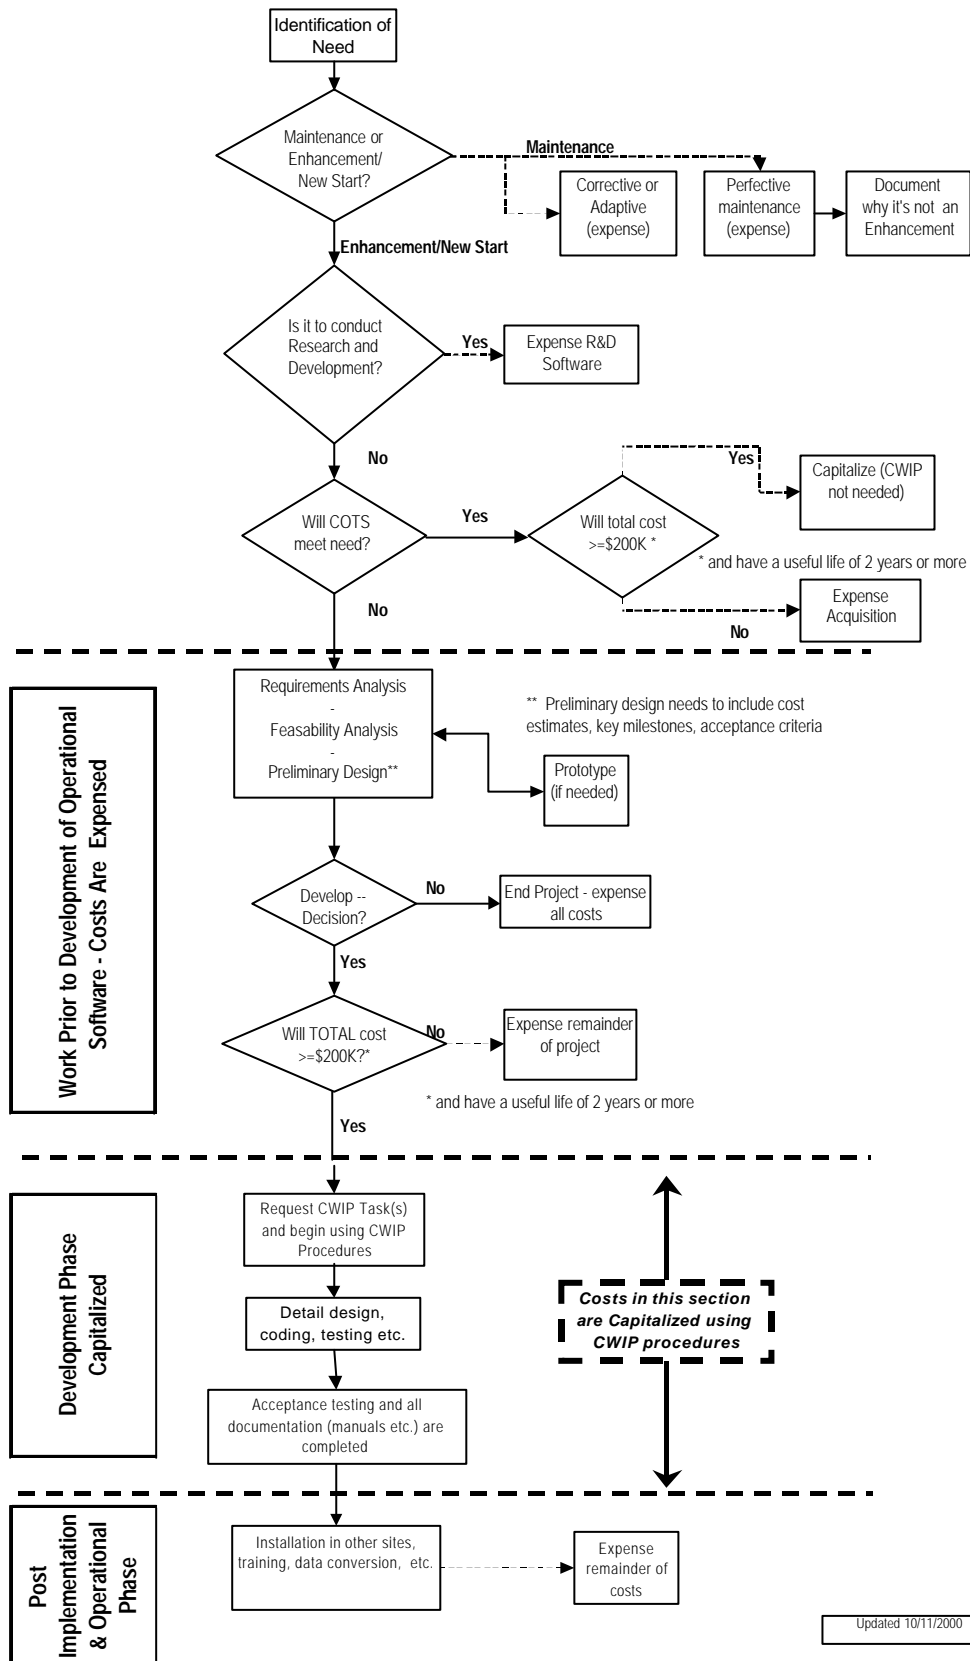 Identification of
Need
Maintenance or
Enhancement/
New Start?
Maintenance
Corrective or
Adaptive
(expense)
Perfective
maintenance
(expense)
Document
why it's not an
Enhancement
Enhancement/New Start
Is it to conduct
Research and
Development?
Yes
Expense R&D
Software
No
Will COTS
meet need?
Yes
Will total cost
>=$200K *
Yes
Capitalize (CWIP
not needed)
* and have a useful life of 2 years or more
No
Expense
Acquisition
No
Work Prior to Development of Operational
Software - Costs Are Expensed
Requirements Analysis
-
Feasability Analysis
-
Preliminary Design**
** Preliminary design needs to include cost
estimates, key milestones, acceptance criteria
Prototype
(if needed)
Develop --
Decision?
No
End Project - expense
all costs
Yes
Will TOTAL cost
>=$200K?*
No
Expense remainder
of project
* and have a useful life of 2 years or more
Yes
Development Phase
Capitalized
Request CWIP Task(s)
and begin using CWIP
Procedures
Detail design,
coding, testing etc.
Costs in this section
are Capitalized using
CWIP procedures
Acceptance testing and all
documentation (manuals etc.) are
completed
Post
Implementation
& Operational
Phase
Installation in other sites,
training, data conversion, etc.
Expense
remainder of
costs
Updated 10/11/2000